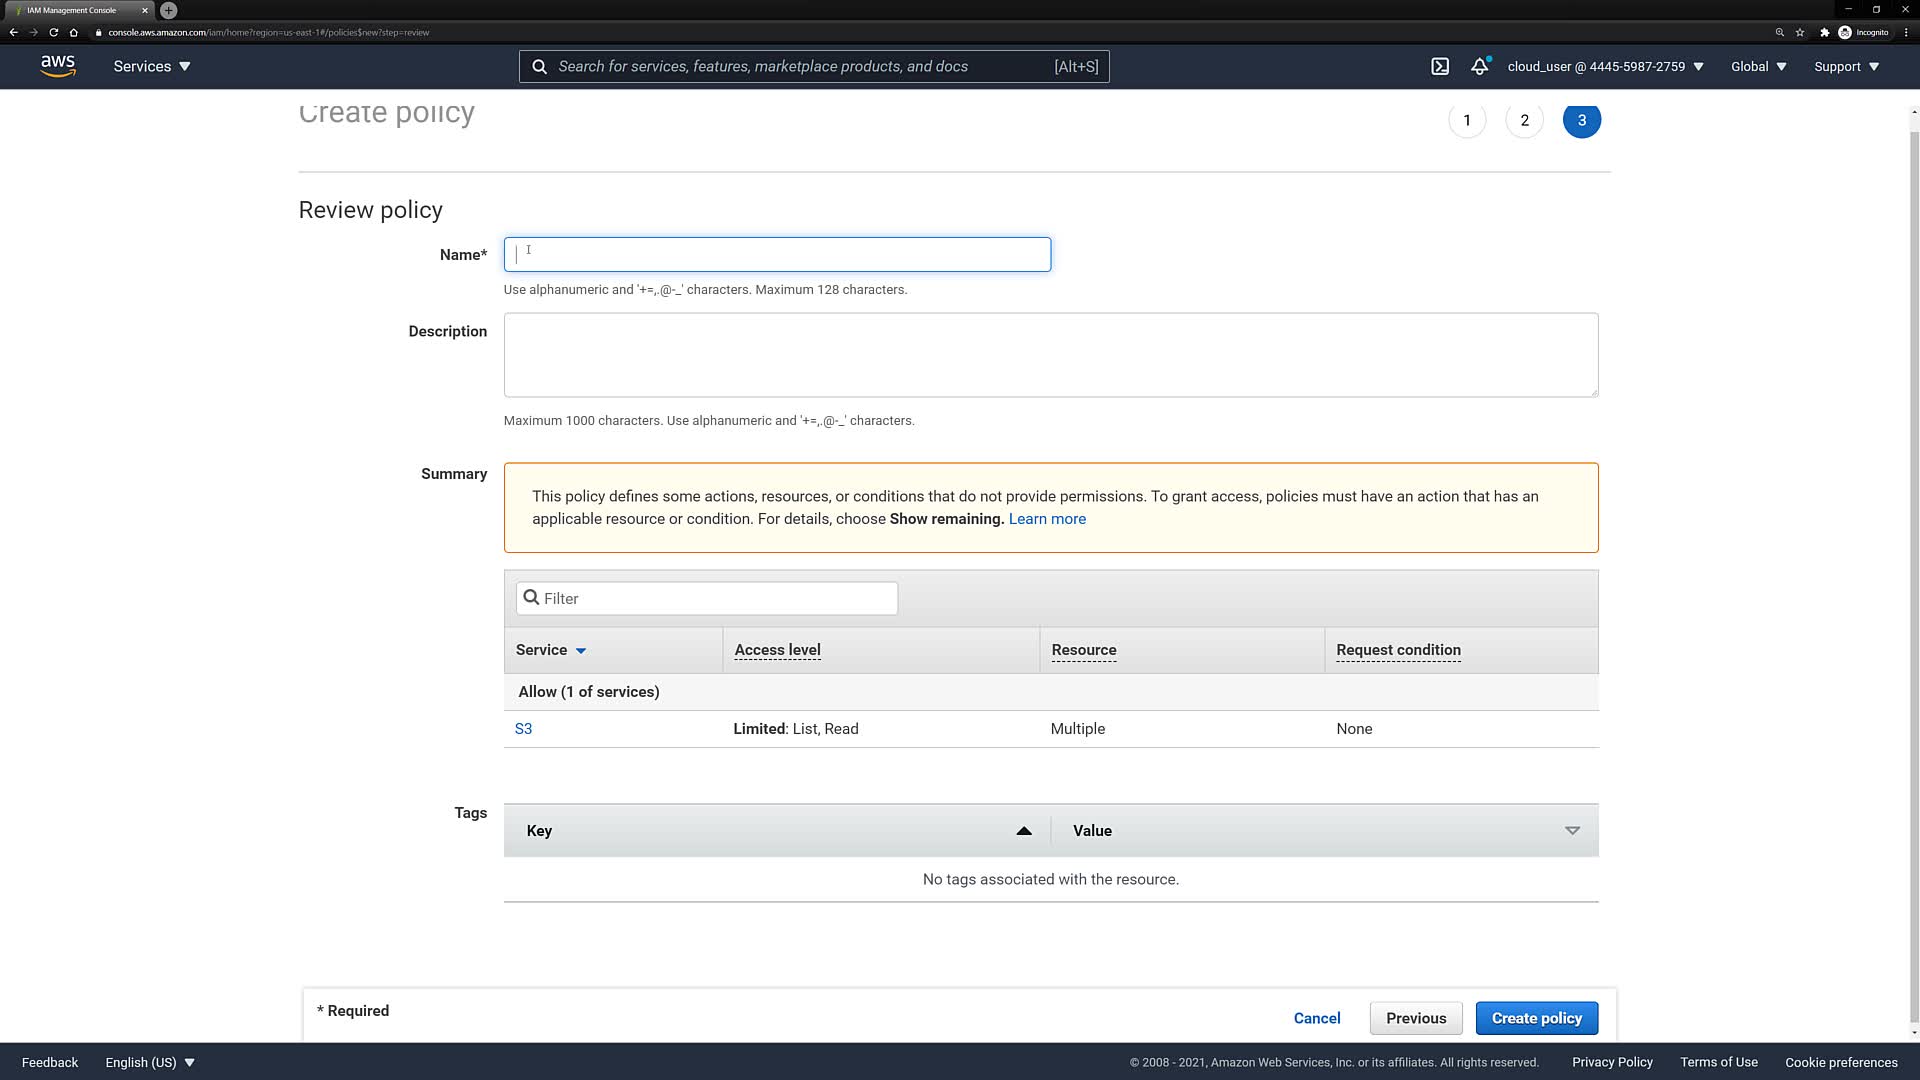 IAM Management Console
console.aws.amazon.com/iam/home?region=us-east-1#/policies$new?step=review
Incognito
aws
Services
Search for services, features, marketplace products, and docs
[Alt+S]
cloud_user @ 4445-5987-2759
Global
Support
Create policy
1
2
3
Review policy
Name*
Use alphanumeric and '+=,.@-_' characters. Maximum 128 characters.
Description
Maximum 1000 characters. Use alphanumeric and '+=,.@-_' characters.
Summary
This policy defines some actions, resources, or conditions that do not provide permissions. To grant access, policies must have an action that has an
applicable resource or condition. For details, choose Show remaining. Learn more
Filter
Service
Access level
Resource
Request condition
Allow (1 of services)
S3
Limited: List, Read
Multiple
None
Tags
Key
Value
No tags associated with the resource.
* Required
Cancel
Previous
Create policy
Feedback
English (US)
© 2008 - 2021, Amazon Web Services, Inc. or its affiliates. All rights reserved.
Privacy Policy
Terms of Use
Cookie preferences